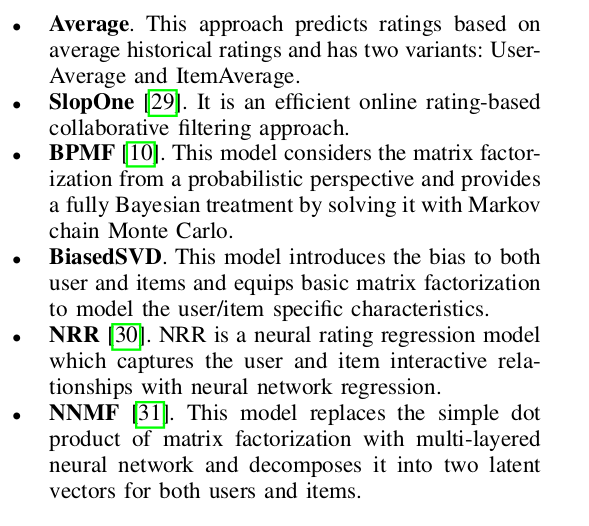 • Average. This approach predicts ratings based on
average historical ratings and has two variants: User-
Average and ItemAverage.
• SlopOne [29]. It is an efficient online rating-based
collaborative filtering approach.
• BPMF [10]. This model considers the matrix factor-
ization from a probabilistic perspective and provides
a fully Bayesian treatment by solving it with Markov
chain Monte Carlo.
• BiasedSVD. This model introduces the bias to both
user and items and equips basic matrix factorization
to model the user/item specific characteristics.
• NRR [30]. NRR is a neural rating regression model
which captures the user and item interactive rela-
tionships with neural network regression.
• NNMF [31]. This model replaces the simple dot
product of matrix factorization with multi-layered
neural network and decomposes it into two latent
vectors for both users and items.